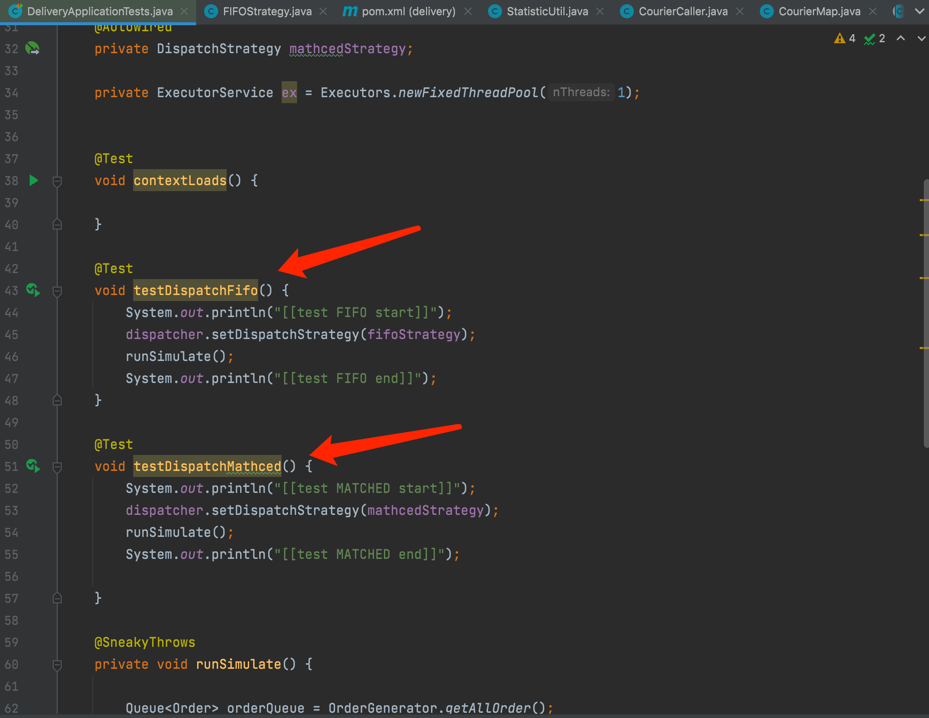 DeliveryApplicationTests.java FIFOStrategy.java pom.xml (delivery) StatisticUtil.java CourierCaller.java CourierMap.java
31 @Autowired
4 2
32 private DispatchStrategy mathcedStrategy;
33
34 private ExecutorService ex = Executors.newFixedThreadPool( nThreads: 1);
35
36
37 @Test
38 void contextLoads() {
39
40 }
41
42 @Test
43 void testDispatchFifo() {
44 System.out.println("[[test FIFO start]]");
45 dispatcher.setDispatchStrategy(fifoStrategy);
46 runSimulate();
47 System.out.println("[[test FIFO end]]");
48 }
49
50 @Test
51 void testDispatchMathced() {
52 System.out.println("[[test MATCHED start]]");
53 dispatcher.setDispatchStrategy(mathcedStrategy);
54 runSimulate();
55 System.out.println("[[test MATCHED end]]");
56
57 }
58
59 @SneakyThrows
60 private void runSimulate() {
61
62 Queue<Order> orderQueue = OrderGenerator.getAllOrder();